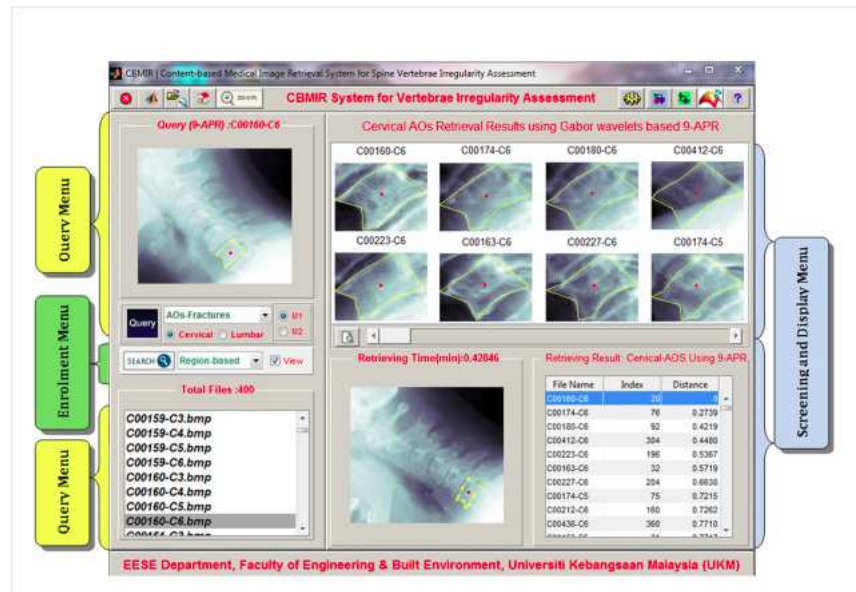 CBMIR | Content-based Medical Image Retrieval System for Spine Vertebrae Irregularity Assessment
zoom
CBMIR System for Vertebrae Irregularity Assessment
?
Query Menu
Enrolment Menu
Query Menu
Query (9-APR) :C00160-C6
Query
AOs-Fractures
Cervical
Lumbar
M1
M2
SEARCH
Region-based
View
Total Files :400
C00159-C3.bmp
C00159-C4.bmp
C00159-C5.bmp
C00159-C6.bmp
C00160-C3.bmp
C00160-C4.bmp
C00160-C5.bmp
C00160-C6.bmp
Cervical AOs Retrieval Results using Gabor wavelets based 9-APR
C00160-C6 C00174-C6 C00180-C6 C00412-C6
C00223-C6 C00163-C6 C00227-C6 C00174-C5
Retrieving Time(min):0.42846
Retrieving Result: Cervical-AOS Using 9-APR,
File Name Index Distance
C00160-C6 20 0
C00174-C6 76 0.2739
C00180-C6 92 0.4219
C00412-C6 304 0.4480
C00223-C6 196 0.5367
C00163-C6 32 0.5719
C00227-C6 204 0.6638
C00174-C5 75 0.7215
C00212-C6 160 0.7262
C00436-C6 360 0.7710
Screening and Display Menu
EESE Department, Faculty of Engineering & Built Environment, Universiti Kebangsaan Malaysia (UKM)